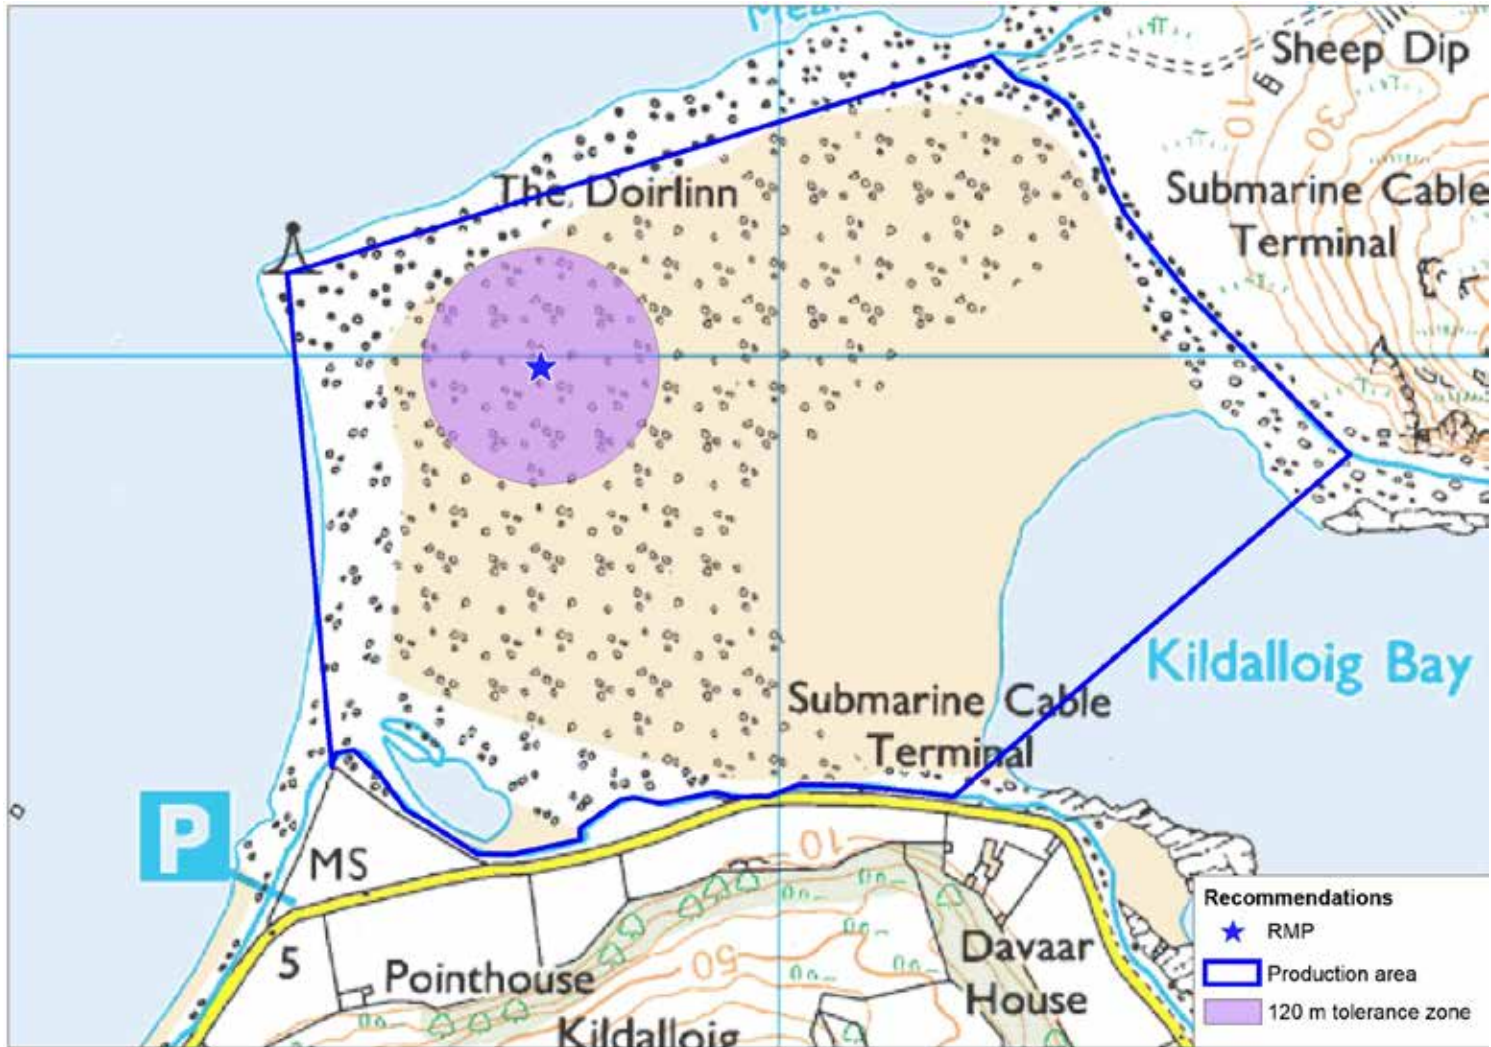 Sheep Dip
Submarine Cable
Terminal
10
30
The Doirlinn
Kildalloig Bay
Submarine Cable
Terminal
P
MS
10
5
50
Pointhouse
Davaar
House
Kildalloig
Recommendations
RMP
Production area
120 m tolerance zone